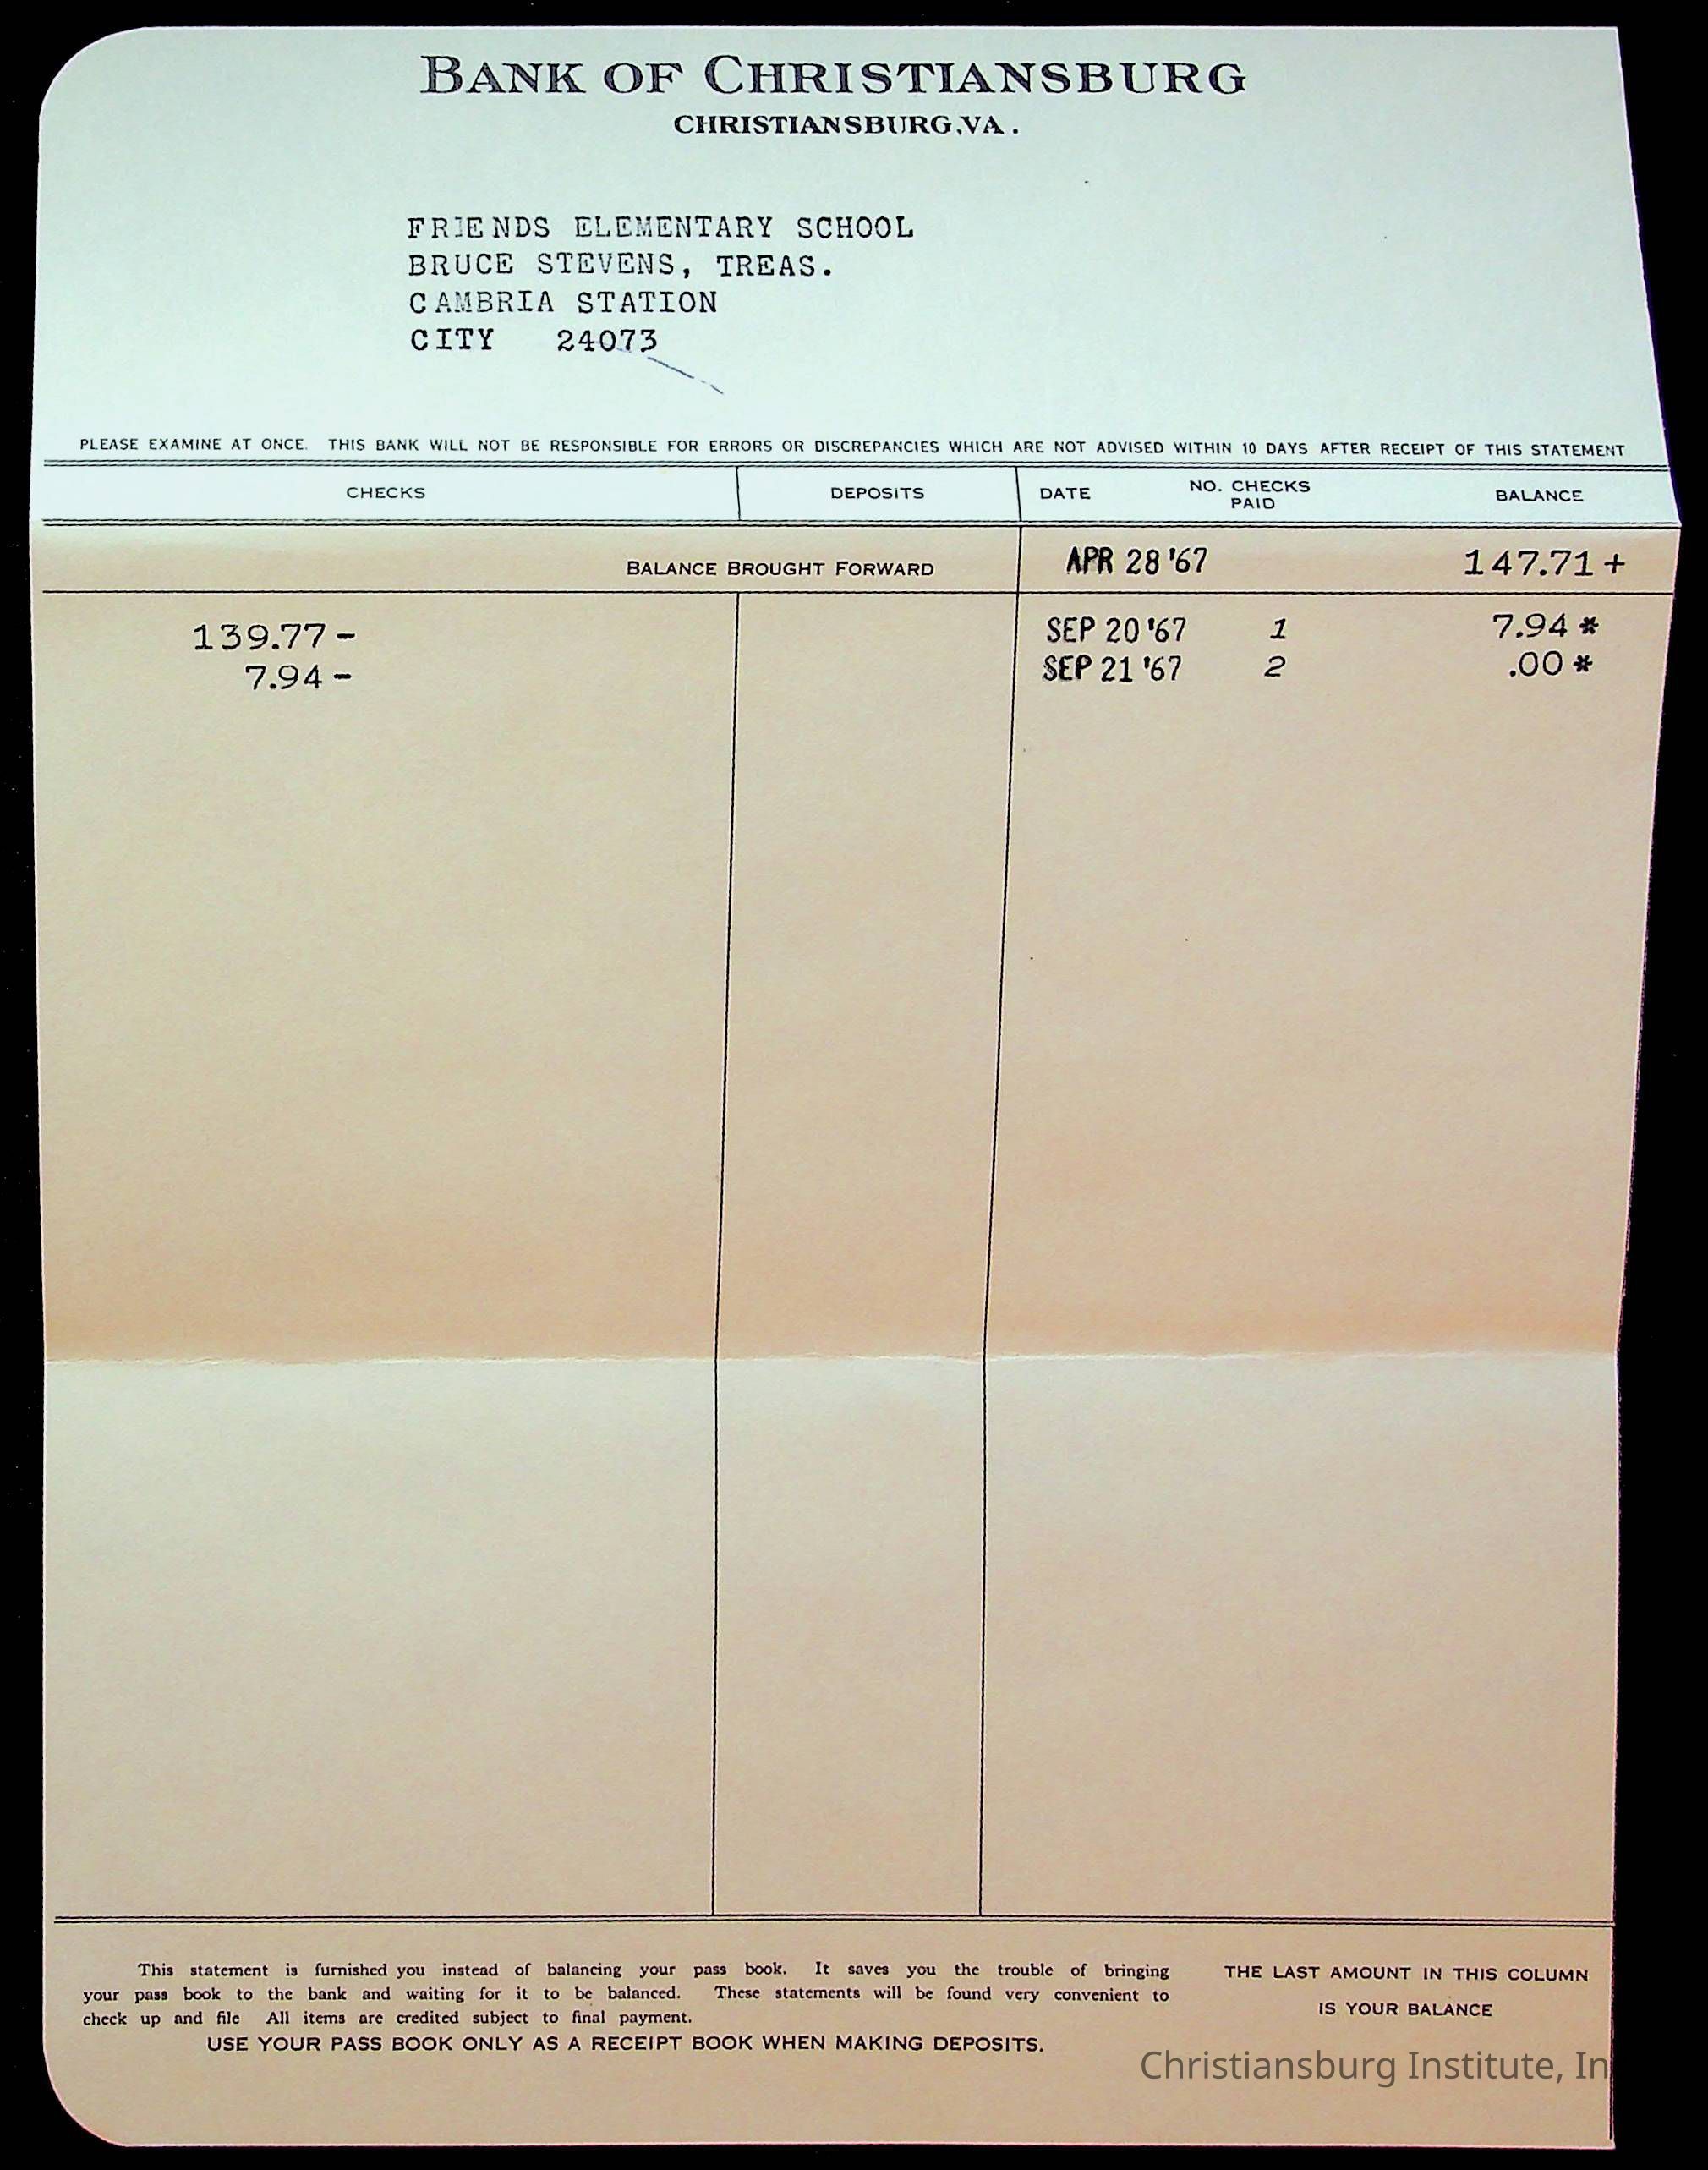 BANK OF CHRISTIANSBURG
CHRISTIANSBURG, VA.
FRIENDS ELEMENTARY SCHOOL
BRUCE STEVENS, TREAS.
CAMBRIA STATION
CITY 24073
PLEASE EXAMINE AT ONCE. THIS BANK WILL NOT BE RESPONSIBLE FOR ERRORS OR DISCREPANCIES WHICH ARE NOT ADVISED WITHIN 10 DAYS AFTER RECEIPT OF THIS STATEMENT
CHECKS DEPOSITS DATE NO. CHECKS PAID BALANCE
BALANCE BROUGHT FORWARD APR 28 '67 147.71+
139.77- SEP 20 '67 1 7.94*
7.94- SEP 21 '67 2 .00*
This statement is furnished you instead of balancing your pass book. It saves you the trouble of bringing
your pass book to the bank and waiting for it to be balanced. These statements will be found very convenient to
check up and file All items are credited subject to final payment.
USE YOUR PASS BOOK ONLY AS A RECEIPT BOOK WHEN MAKING DEPOSITS.
THE LAST AMOUNT IN THIS COLUMN
IS YOUR BALANCE
Christiansburg Institute, In